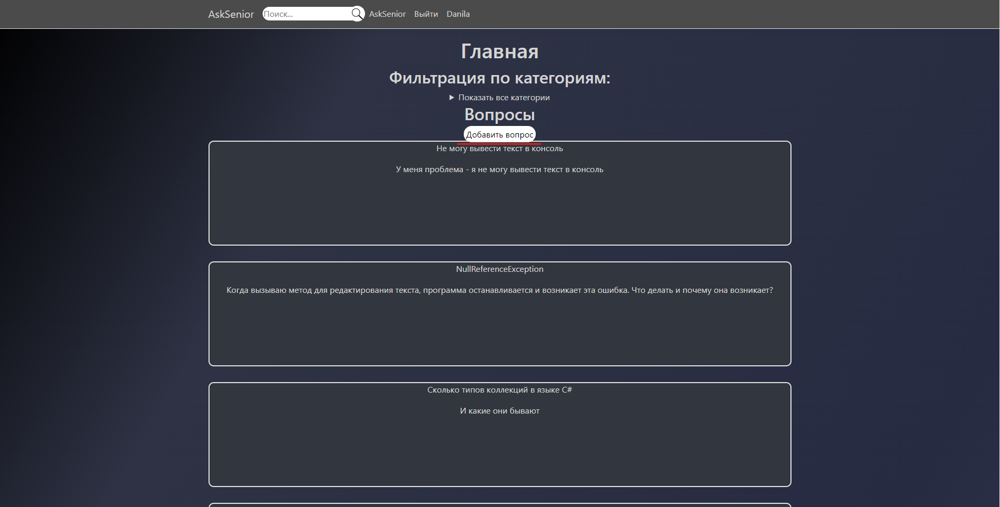 AskSenior Поиск... AskSenior Выйти Danila
Главная
Фильтрация по категориям:
Показать все категории
Вопросы
Добавить вопрос
Не могу вывести текст в консоль
У меня проблема - я не могу вывести текст в консоль
NullReferenceException
Когда вызываю метод для редактирования текста, программа останавливается и возникает эта ошибка. Что делать и почему она возникает?
Сколько типов коллекций в языке C#
И какие они бывают